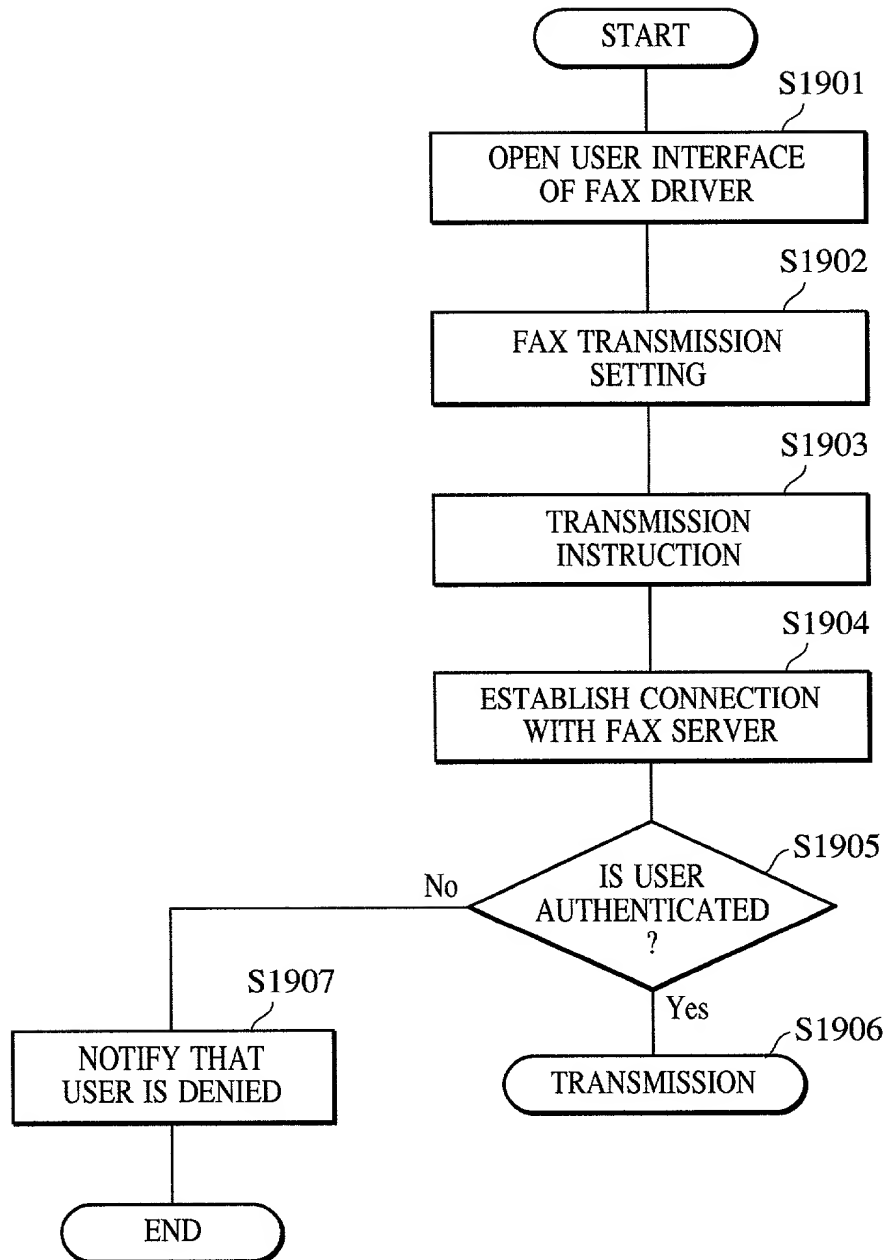 START
S1901
OPEN USER INTERFACE
OF FAX DRIVER
S1902
FAX TRANSMISSION
SETTING
S1903
TRANSMISSION
INSTRUCTION
S1904
ESTABLISH CONNECTION
WITH FAX SERVER
S1905
IS USER
AUTHENTICATED
?
No
Yes
S1907
NOTIFY THAT
USER IS DENIED
S1906
TRANSMISSION
END